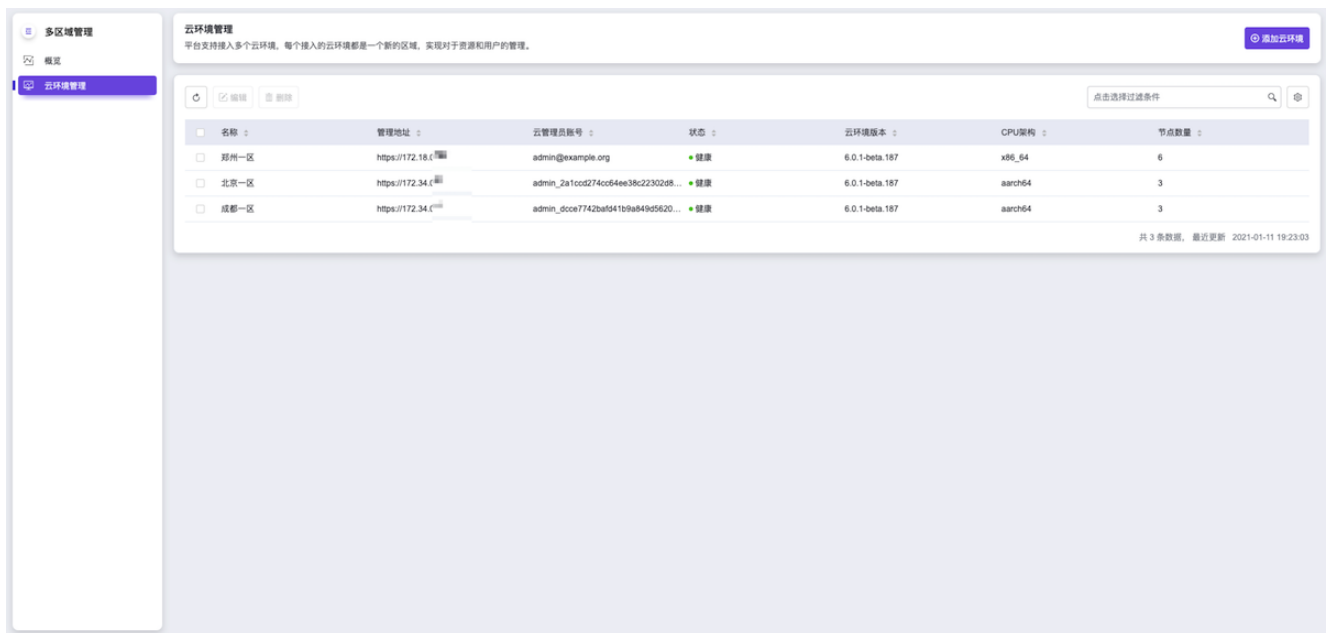 多区域管理
概览
云环境管理
云环境管理
平台支持接入多个云环境，每个接入的云环境都是一个新的区域，实现对于资源和用户的管理。
添加云环境
编辑 删除
点击选择过滤条件
名称 管理地址 云管理员账号 状态 云环境版本 CPU架构 节点数量
郑州一区 https://172.18. admin@example.org 健康 6.0.1-beta.187 x86_64 6
北京一区 https://172.34. admin_2a1ccd274cc64ee38c22302d8... 健康 6.0.1-beta.187 aarch64 3
成都一区 https://172.34. admin_dcce7742bafd41b9a849d5620... 健康 6.0.1-beta.187 aarch64 3
共 3 条数据， 最近更新 2021-01-11 19:23:03